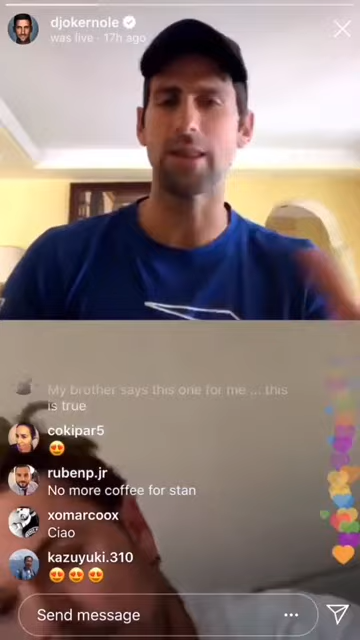 djokernole
was live · 17h ago
My brother says this one for me ... this
is true
cokipar5
😍
rubenp.jr
No more coffee for stan
xomarcoox
Ciao
kazuyuki.310
😍😍😍
Send message